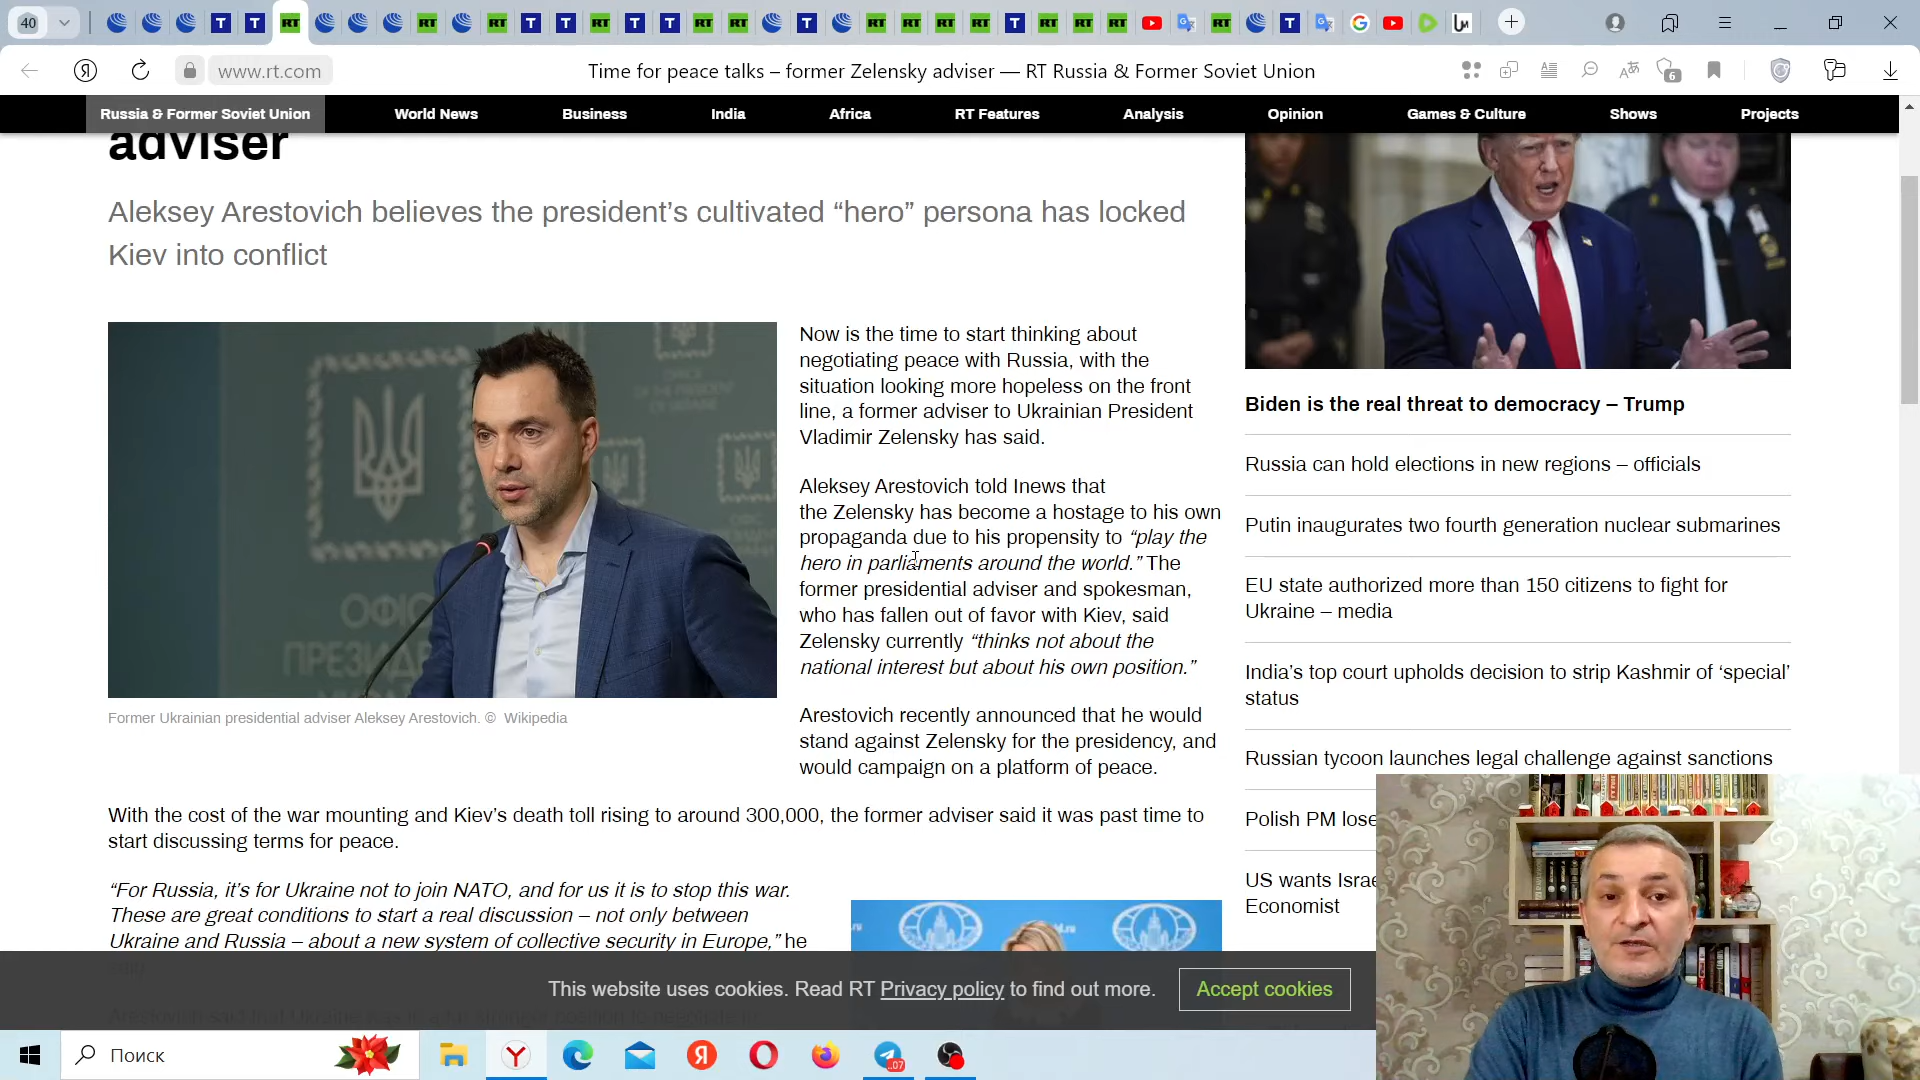 40
www.rt.com
Time for peace talks – former Zelensky adviser — RT Russia & Former Soviet Union
6
Russia & Former Soviet Union
World News
Business
India
Africa
RT Features
Analysis
Opinion
Games & Culture
Shows
Projects
adviser
Aleksey Arestovich believes the president’s cultivated “hero” persona has locked
Kiev into conflict
Now is the time to start thinking about
negotiating peace with Russia, with the
situation looking more hopeless on the front
line, a former adviser to Ukrainian President
Vladimir Zelensky has said.
Aleksey Arestovich told Inews that
the Zelensky has become a hostage to his own
propaganda due to his propensity to “play the
hero in parliaments around the world.” The
former presidential adviser and spokesman,
who has fallen out of favor with Kiev, said
Zelensky currently “thinks not about the
national interest but about his own position.”
Former Ukrainian presidential adviser Aleksey Arestovich. © Wikipedia
Arestovich recently announced that he would
stand against Zelensky for the presidency, and
would campaign on a platform of peace.
With the cost of the war mounting and Kiev’s death toll rising to around 300,000, the former adviser said it was past time to
start discussing terms for peace.
“For Russia, it’s for Ukraine not to join NATO, and for us it is to stop this war.
These are great conditions to start a real discussion – not only between
Ukraine and Russia – about a new system of collective security in Europe,” he
Biden is the real threat to democracy – Trump
Russia can hold elections in new regions – officials
Putin inaugurates two fourth generation nuclear submarines
EU state authorized more than 150 citizens to fight for
Ukraine – media
India’s top court upholds decision to strip Kashmir of ‘special’
status
Russian tycoon launches legal challenge against sanctions
Polish PM lose
US wants Israe
Economist
This website uses cookies. Read RT Privacy policy to find out more.
Accept cookies
Поиск